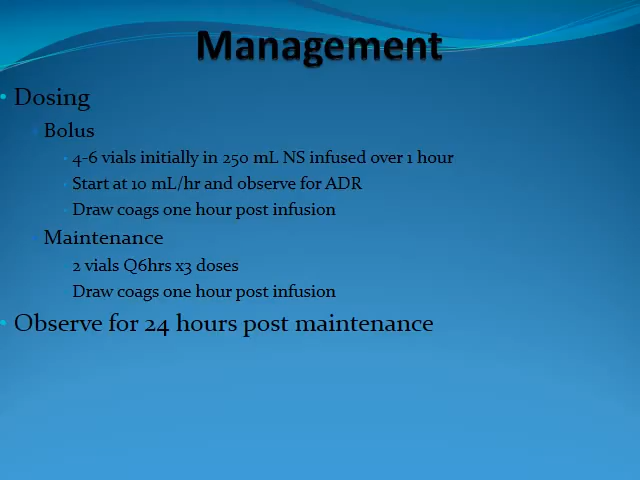 Management
• Dosing
Bolus
4-6 vials initially in 250 mL NS infused over 1 hour
Start at 10 mL/hr and observe for ADR
Draw coags one hour post infusion
Maintenance
2 vials Q6hrs x3 doses
Draw coags one hour post infusion
• Observe for 24 hours post maintenance